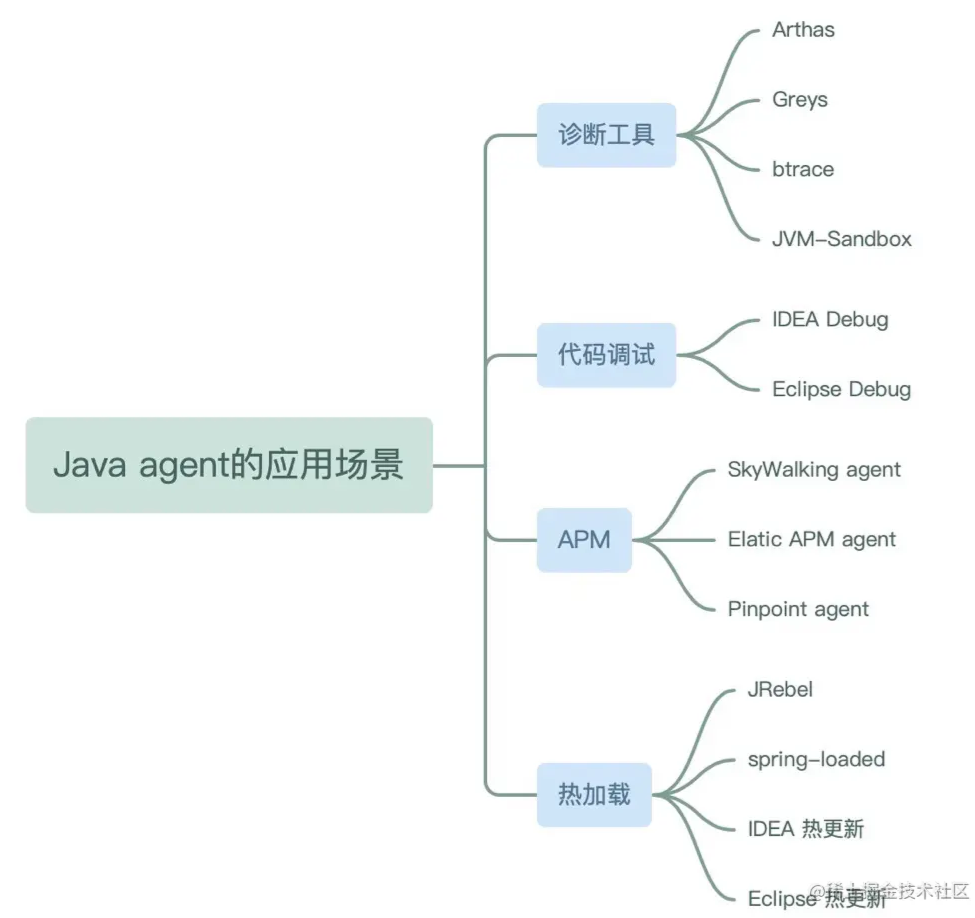 Java agent的应用场景
诊断工具
Arthas
Greys
btrace
JVM-Sandbox
代码调试
IDEA Debug
Eclipse Debug
APM
SkyWalking agent
Elatic APM agent
Pinpoint agent
热加载
JRebel
spring-loaded
IDEA 热更新
Eclipse 热更新
@稀土掘金技术社区